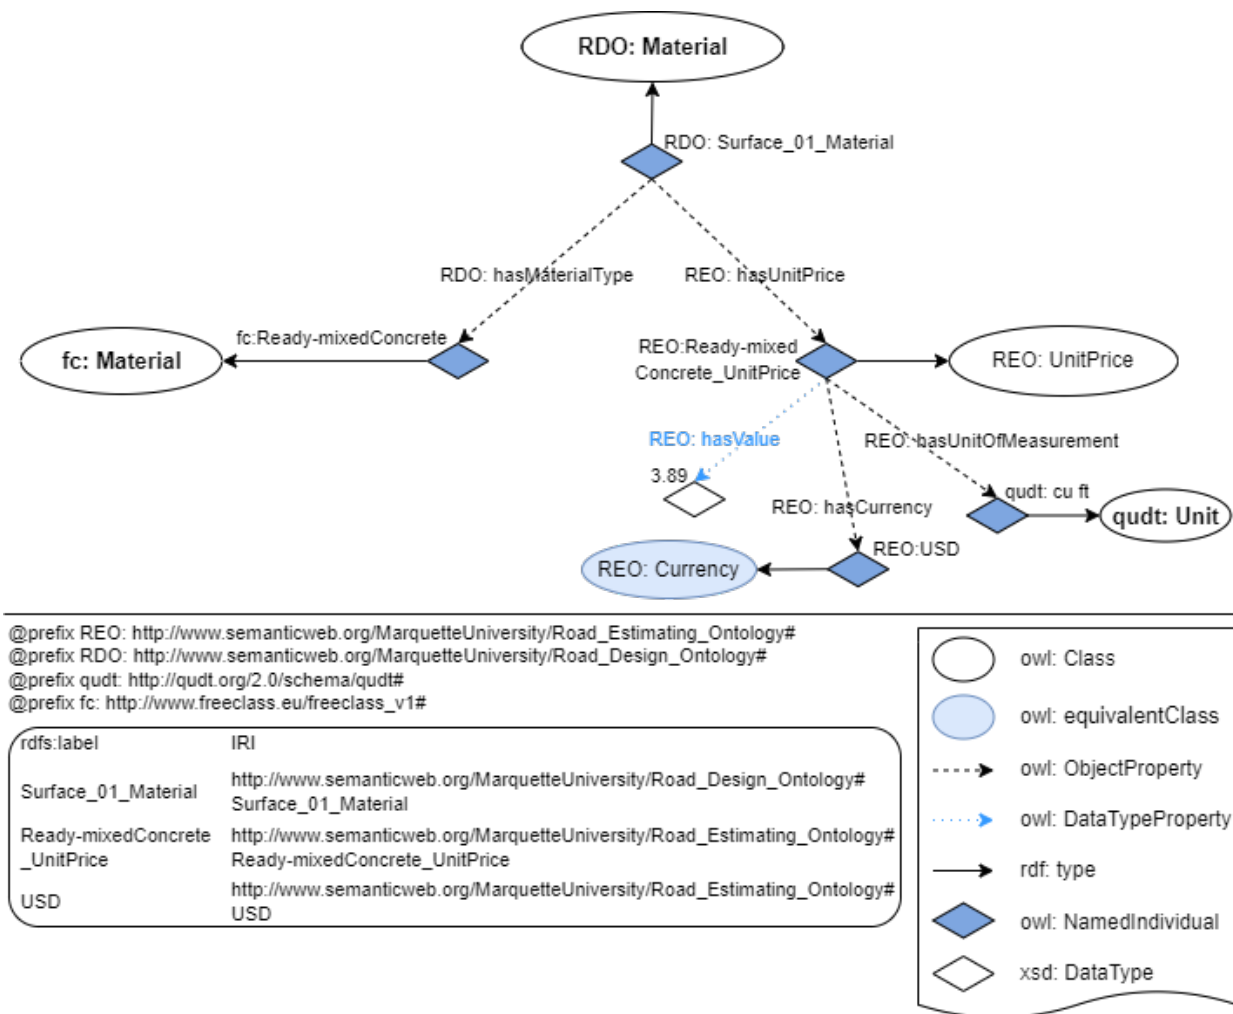 RDO: Material
RDO: Surface_01_Material
RDO: hasMaterialType
REO: hasUnitPrice
fc:Ready-mixedConcrete
fc: Material
REO:Ready-mixed
Concrete_UnitPrice
REO: UnitPrice
REO: hasValue
REO: hasUnitOfMeasurement
3.89
qudt: cu ft
REO: hasCurrency
qudt: Unit
REO:USD
REO: Currency
@prefix REO: http://www.semanticweb.org/MarquetteUniversity/Road_Estimating_Ontology#
@prefix RDO: http://www.semanticweb.org/MarquetteUniversity/Road_Design_Ontology#
@prefix qudt: http://qudt.org/2.0/schema/qudt#
@prefix fc: http://www.freeclass.eu/freeclass_v1#
rdfs:label IRI
Surface_01_Material http://www.semanticweb.org/MarquetteUniversity/Road_Design_Ontology#
Surface_01_Material
Ready-mixedConcrete http://www.semanticweb.org/MarquetteUniversity/Road_Estimating_Ontology#
_UnitPrice Ready-mixedConcrete_UnitPrice
USD http://www.semanticweb.org/MarquetteUniversity/Road_Estimating_Ontology#
USD
owl: Class
owl: equivalentClass
owl: ObjectProperty
owl: DataTypeProperty
rdf: type
owl: NamedIndividual
xsd: DataType